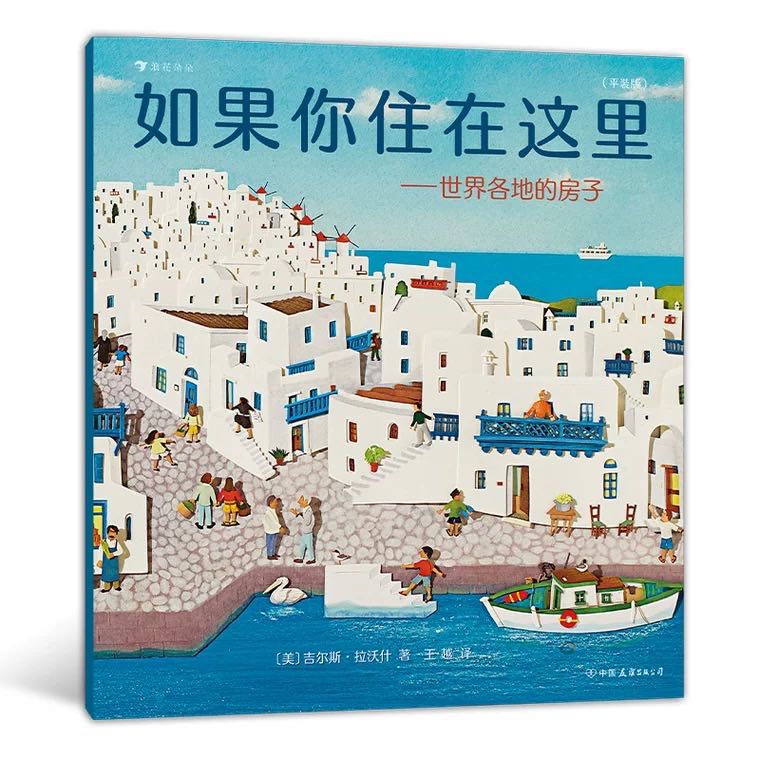 浪花朵朵
（平装版）
如果你住在这里
——世界各地的房子
〔美〕吉尔斯·拉沃什 著 王越 译
中国友谊出版公司